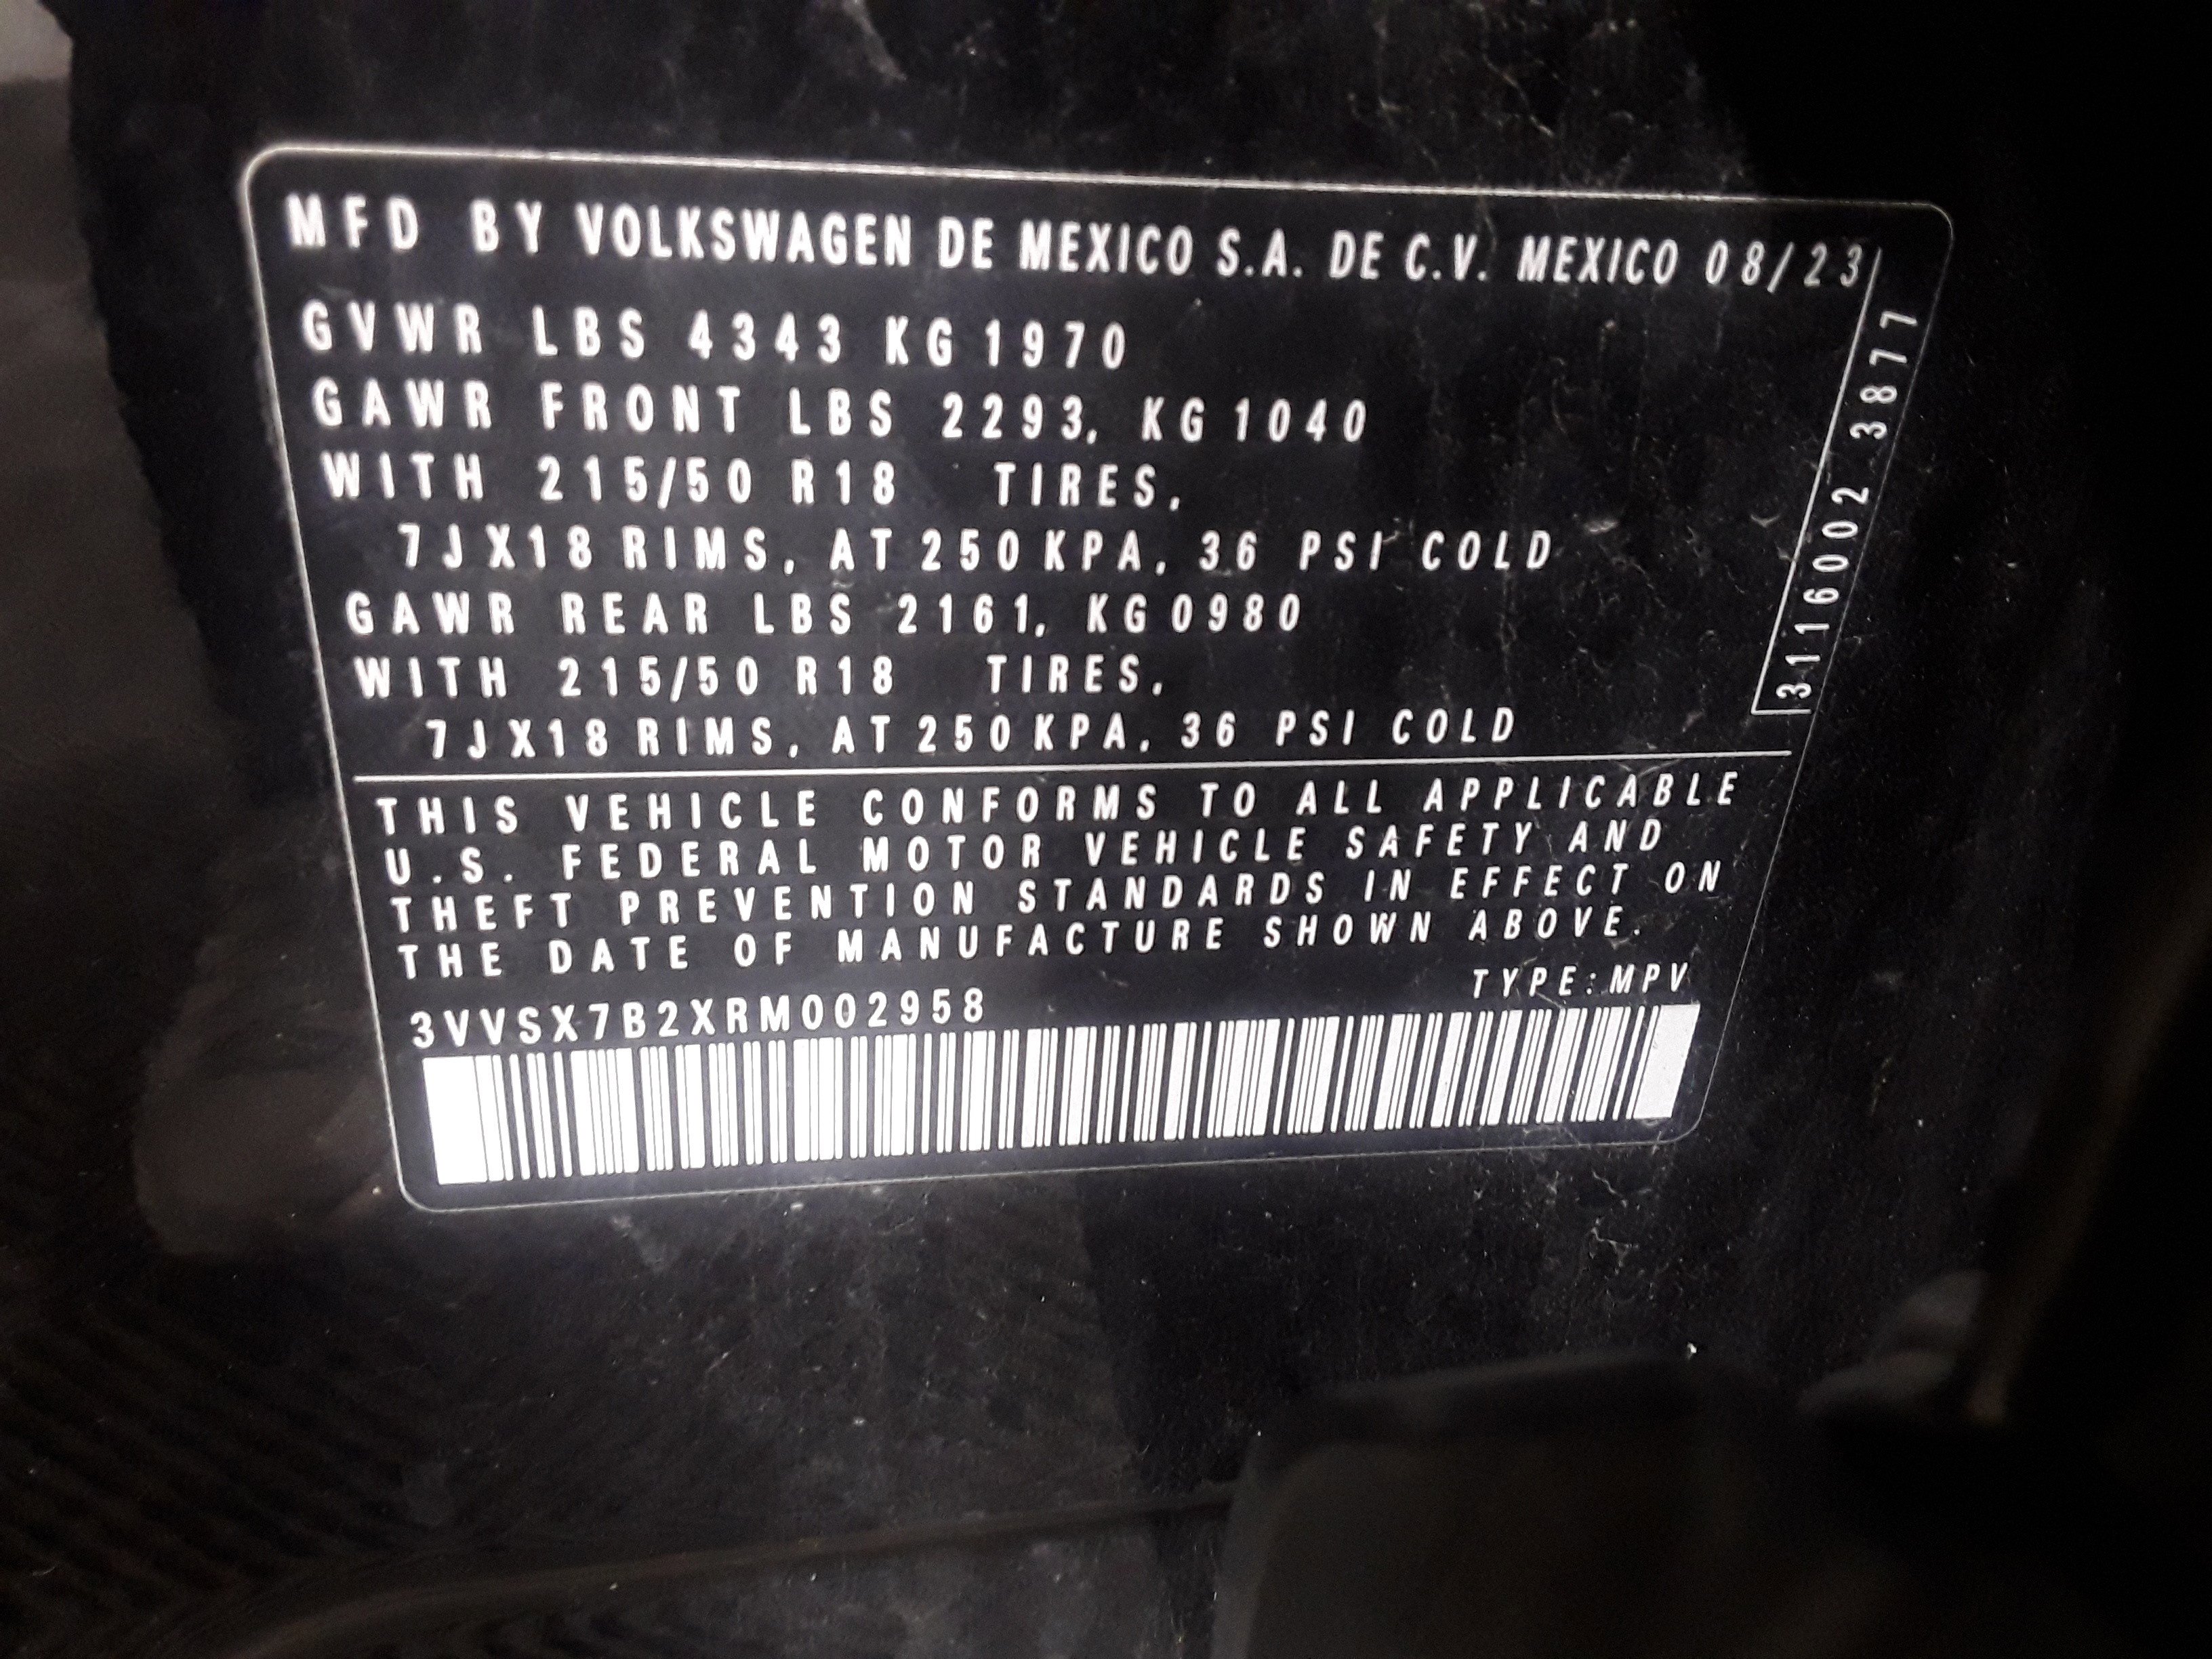 MFD BY VOLKSWAGEN DE MEXICO S.A. DE C.V. MEXICO 08/23
GVWR LBS 4343 KG 1970
GAWR FRONT LBS 2293, KG 1040
WITH 215/50 R18 TIRES,
7JX18 RIMS, AT 250 KPA, 36 PSI COLD
GAWR REAR LBS 2161, KG 0980
WITH 215/50 R18 TIRES,
7JX18 RIMS, AT 250 KPA, 36 PSI COLD
3116002 3877
THIS VEHICLE CONFORMS TO ALL APPLICABLE
U.S. FEDERAL MOTOR VEHICLE SAFETY AND
THEFT PREVENTION STANDARDS IN EFFECT ON
THE DATE OF MANUFACTURE SHOWN ABOVE.
TYPE: MPV
3VVSX7B2XRM002958